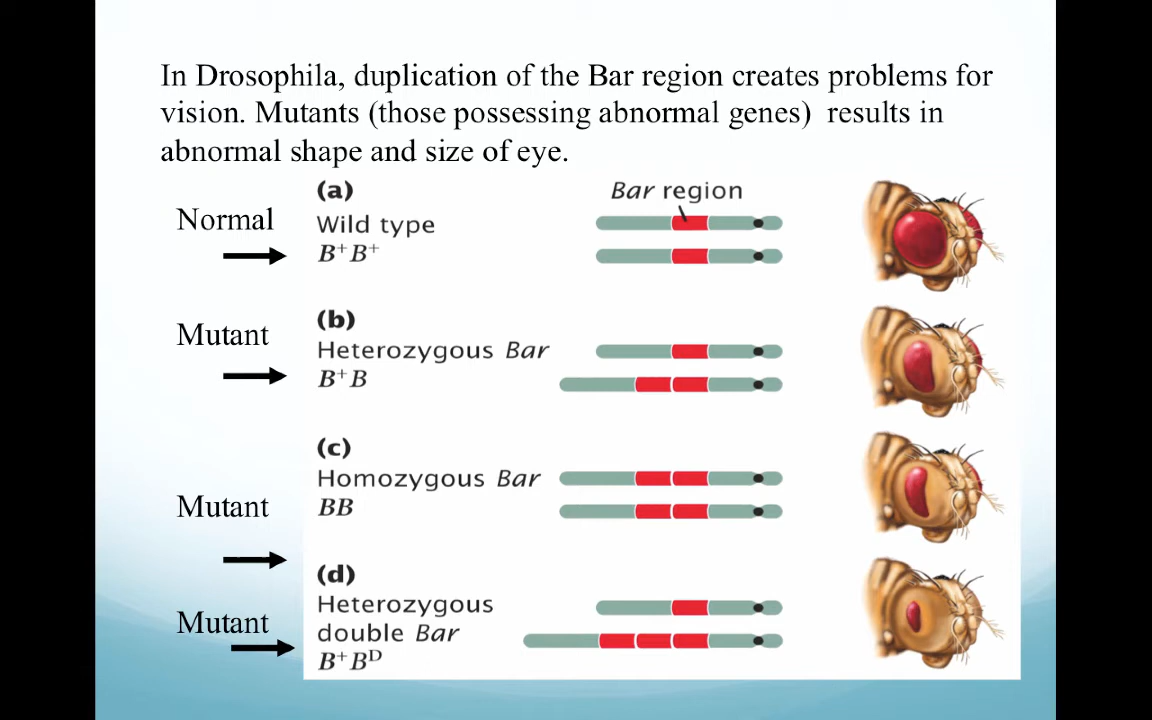 In Drosophila, duplication of the Bar region creates problems for
vision. Mutants (those possessing abnormal genes)  results in
abnormal shape and size of eye.
Normal
(a)
Wild type
B⁺B⁺
Bar region
Mutant
(b)
Heterozygous Bar
B⁺B
Mutant
(c)
Homozygous Bar
BB
Mutant
(d)
Heterozygous
double Bar
B⁺Bᴰ